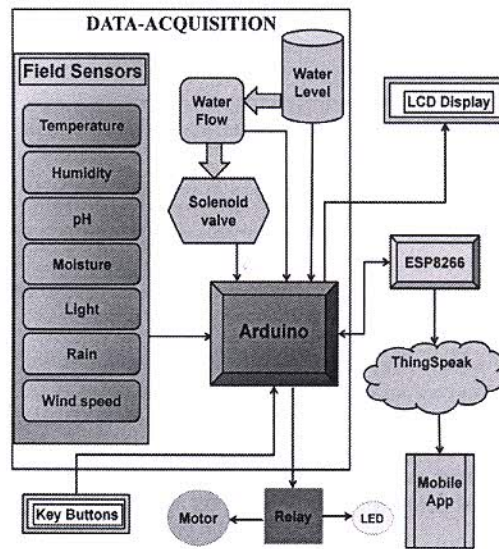 DATA-ACQUISITION
Field Sensors
Temperature
Humidity
pH
Moisture
Light
Rain
Wind speed
Water
Flow
Water
Level
Solenoid
valve
Arduino
LCD Display
ESP8266
ThingSpeak
Mobile
App
Key Buttons
Motor
Relay
LED